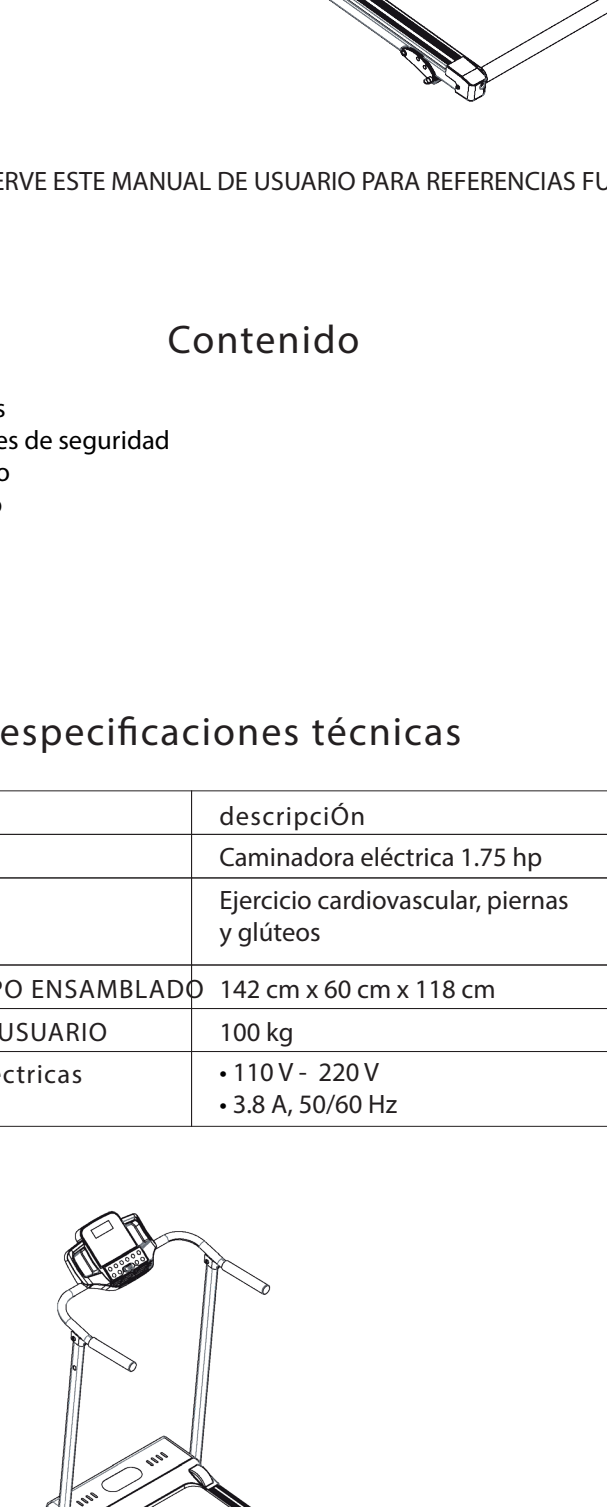 ERVE ESTE MANUAL DE USUARIO PARA REFERENCIAS FU
Contenido
s
es de seguridad
o
o
especificaciones técnicas
descripciÓn
Caminadora eléctrica 1.75 hp
Ejercicio cardiovascular, piernas
y glúteos
PO ENSAMBLADO 142 cm x 60 cm x 118 cm
USUARIO 100 kg
ctricas • 110 V - 220 V
• 3.8 A, 50/60 Hz